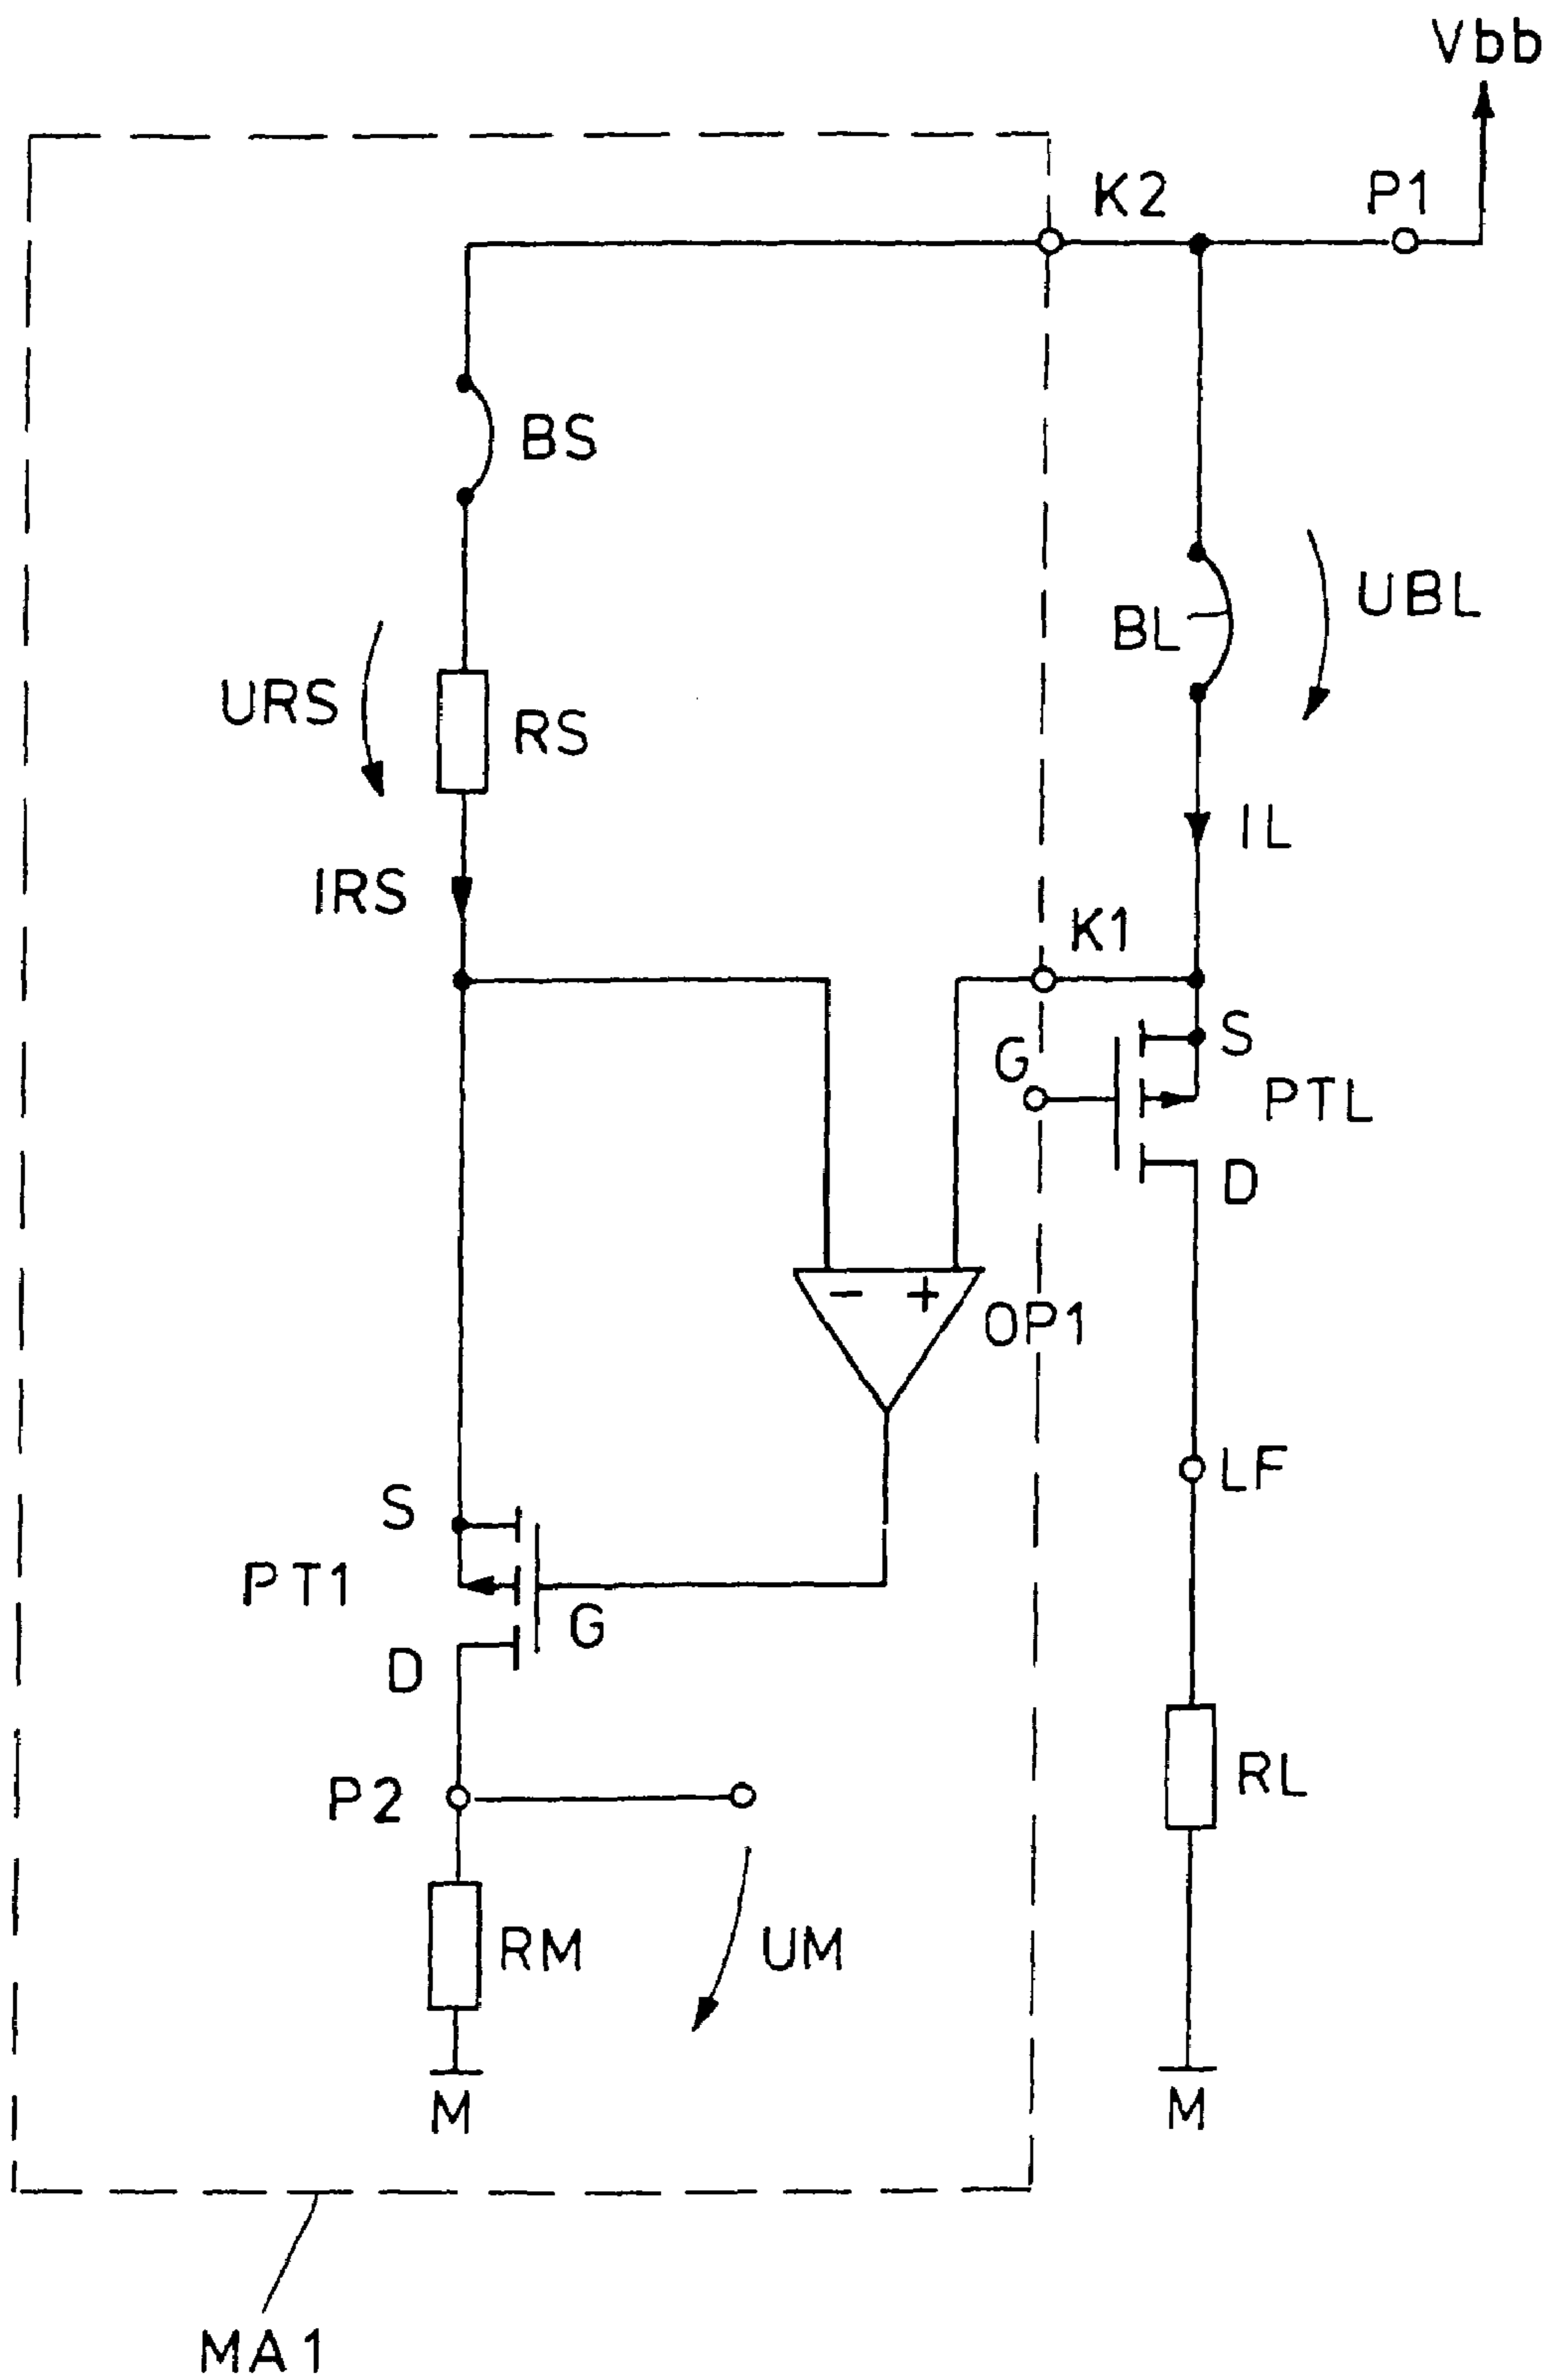 Vbb
K2
P1
BS
UBL
BL
URS
RS
IL
IRS
K1
S
G
PTL
D
- +
OP1
LF
S
PT1
G
D
RL
P2
RM
UM
M
M
MA1